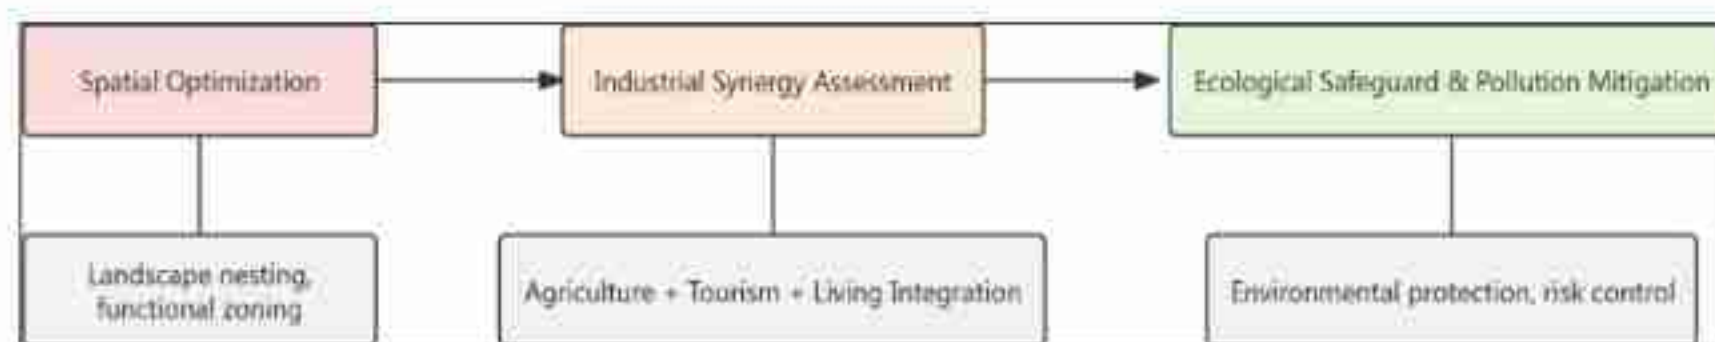 Spatial Optimization
Industrial Synergy Assessment
Ecological Safeguard & Pollution Mitigation
Landscape nesting,
functional zoning
Agriculture + Tourism + Living Integration
Environmental protection, risk control